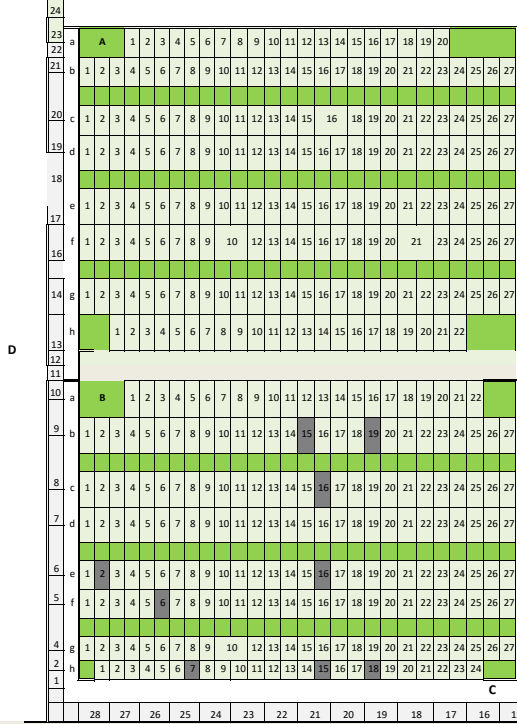 24
23
22
a A 1 2 3 4 5 6 7 8 9 10 11 12 13 14 15 16 17 18 19 20
21 b 1 2 3 4 5 6 7 8 9 10 11 12 13 14 15 16 17 18 19 20 21 22 23 24 25 26 27
20 c 1 2 3 4 5 6 7 8 9 10 11 12 13 14 15 16 18 19 20 21 22 23 24 25 26 27
19 d 1 2 3 4 5 6 7 8 9 10 11 12 13 14 15 16 17 18 19 20 21 22 23 24 25 26 27
18
17 e 1 2 3 4 5 6 7 8 9 10 11 12 13 14 15 16 17 18 19 20 21 22 23 24 25 26 27
16 f 1 2 3 4 5 6 7 8 9 10 12 13 14 15 16 17 18 19 20 21 23 24 25 26 27
14 g 1 2 3 4 5 6 7 8 9 10 11 12 13 14 15 16 17 18 19 20 21 22 23 24 25 26 27
13 h 1 2 3 4 5 6 7 8 9 10 11 12 13 14 15 16 17 18 19 20 21 22
D
12
11
10 a B 1 2 3 4 5 6 7 8 9 10 11 12 13 14 15 16 17 18 19 20 21 22
9 b 1 2 3 4 5 6 7 8 9 10 11 12 13 14 15 16 17 18 19 20 21 22 23 24 25 26 27
8 c 1 2 3 4 5 6 7 8 9 10 11 12 13 14 15 16 17 18 19 20 21 22 23 24 25 26 27
7 d 1 2 3 4 5 6 7 8 9 10 11 12 13 14 15 16 17 18 19 20 21 22 23 24 25 26 27
6 e 1 2 3 4 5 6 7 8 9 10 11 12 13 14 15 16 17 18 19 20 21 22 23 24 25 26 27
5 f 1 2 3 4 5 6 7 8 9 10 11 12 13 14 15 16 17 18 19 20 21 22 23 24 25 26 27
4 g 1 2 3 4 5 6 7 8 9 10 12 13 14 15 16 17 18 19 20 21 22 23 24 25 26 27
2 h 1 2 3 4 5 6 7 8 9 10 11 12 13 14 15 16 17 18 19 20 21 22 23 24
1
C
28 27 26 25 24 23 22 21 20 19 18 17 16